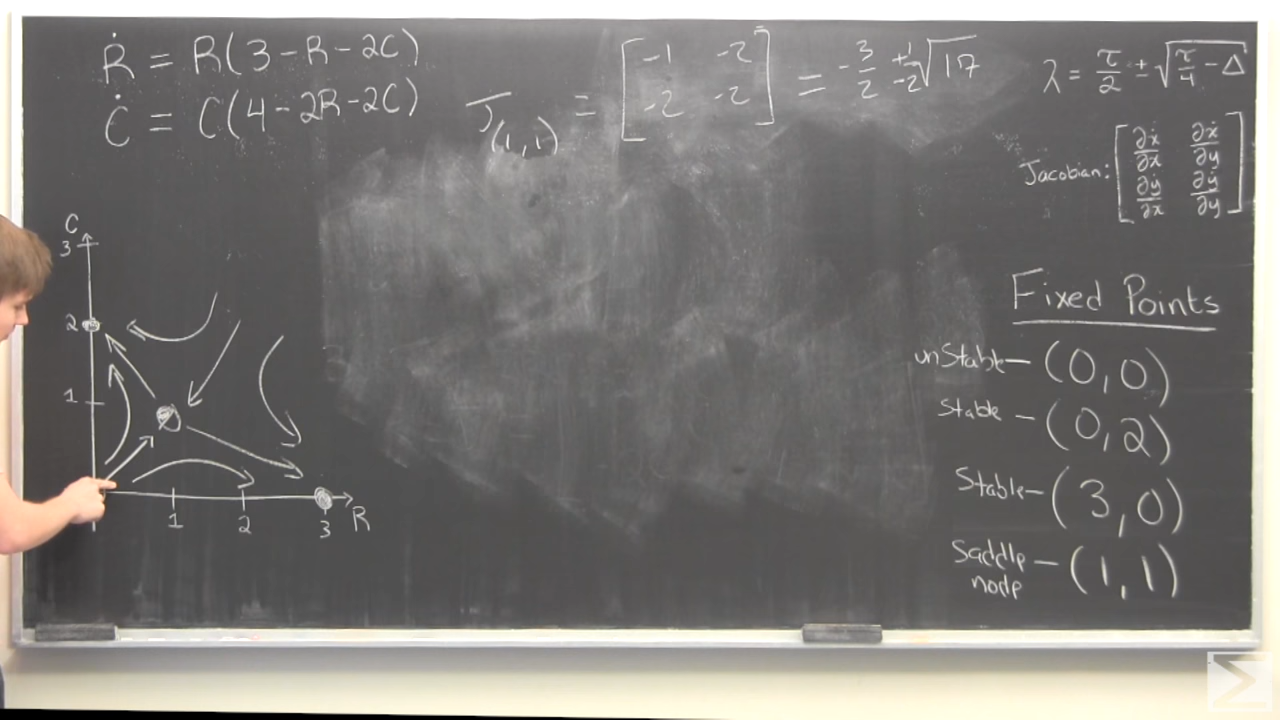 Ṙ = R(3-R-2C)
Ċ = C(4-2R-2C)
J(1,1) = [-1 -2
-2 -2] = -3/2 ± 1/2 √17
λ = τ/2 ± √(τ/4 - Δ)
Jacobian: [∂ẋ/∂x ∂ẋ/∂y
∂ẏ/∂x ∂ẏ/∂y]
C
3
2
1
1 2 3 R
Fixed Points
unStable - (0,0)
Stable - (0,2)
Stable - (3,0)
Saddle node - (1,1)
Σ